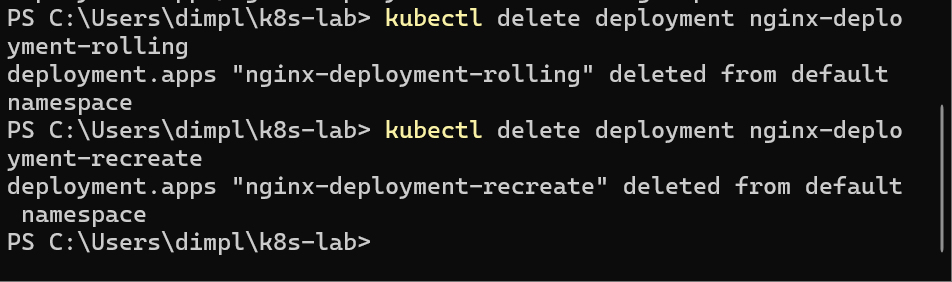 PS C:\Users\dimpl\k8s-lab> kubectl delete deployment nginx-deplo
yment-rolling
deployment.apps "nginx-deployment-rolling" deleted from default
namespace
PS C:\Users\dimpl\k8s-lab> kubectl delete deployment nginx-deplo
yment-recreate
deployment.apps "nginx-deployment-recreate" deleted from default
 namespace
PS C:\Users\dimpl\k8s-lab>